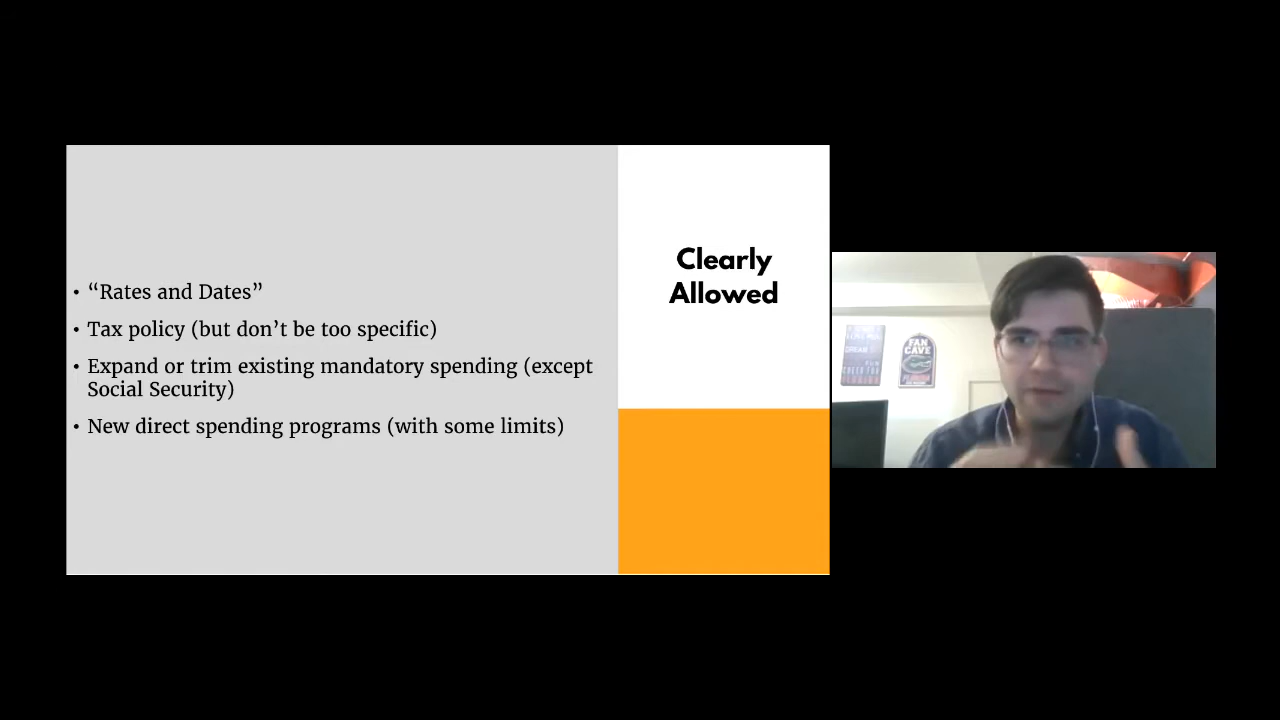 • “Rates and Dates”
• Tax policy (but don’t be too specific)
• Expand or trim existing mandatory spending (except
Social Security)
• New direct spending programs (with some limits)
Clearly
Allowed
FAN
CAVE
FLORIDA